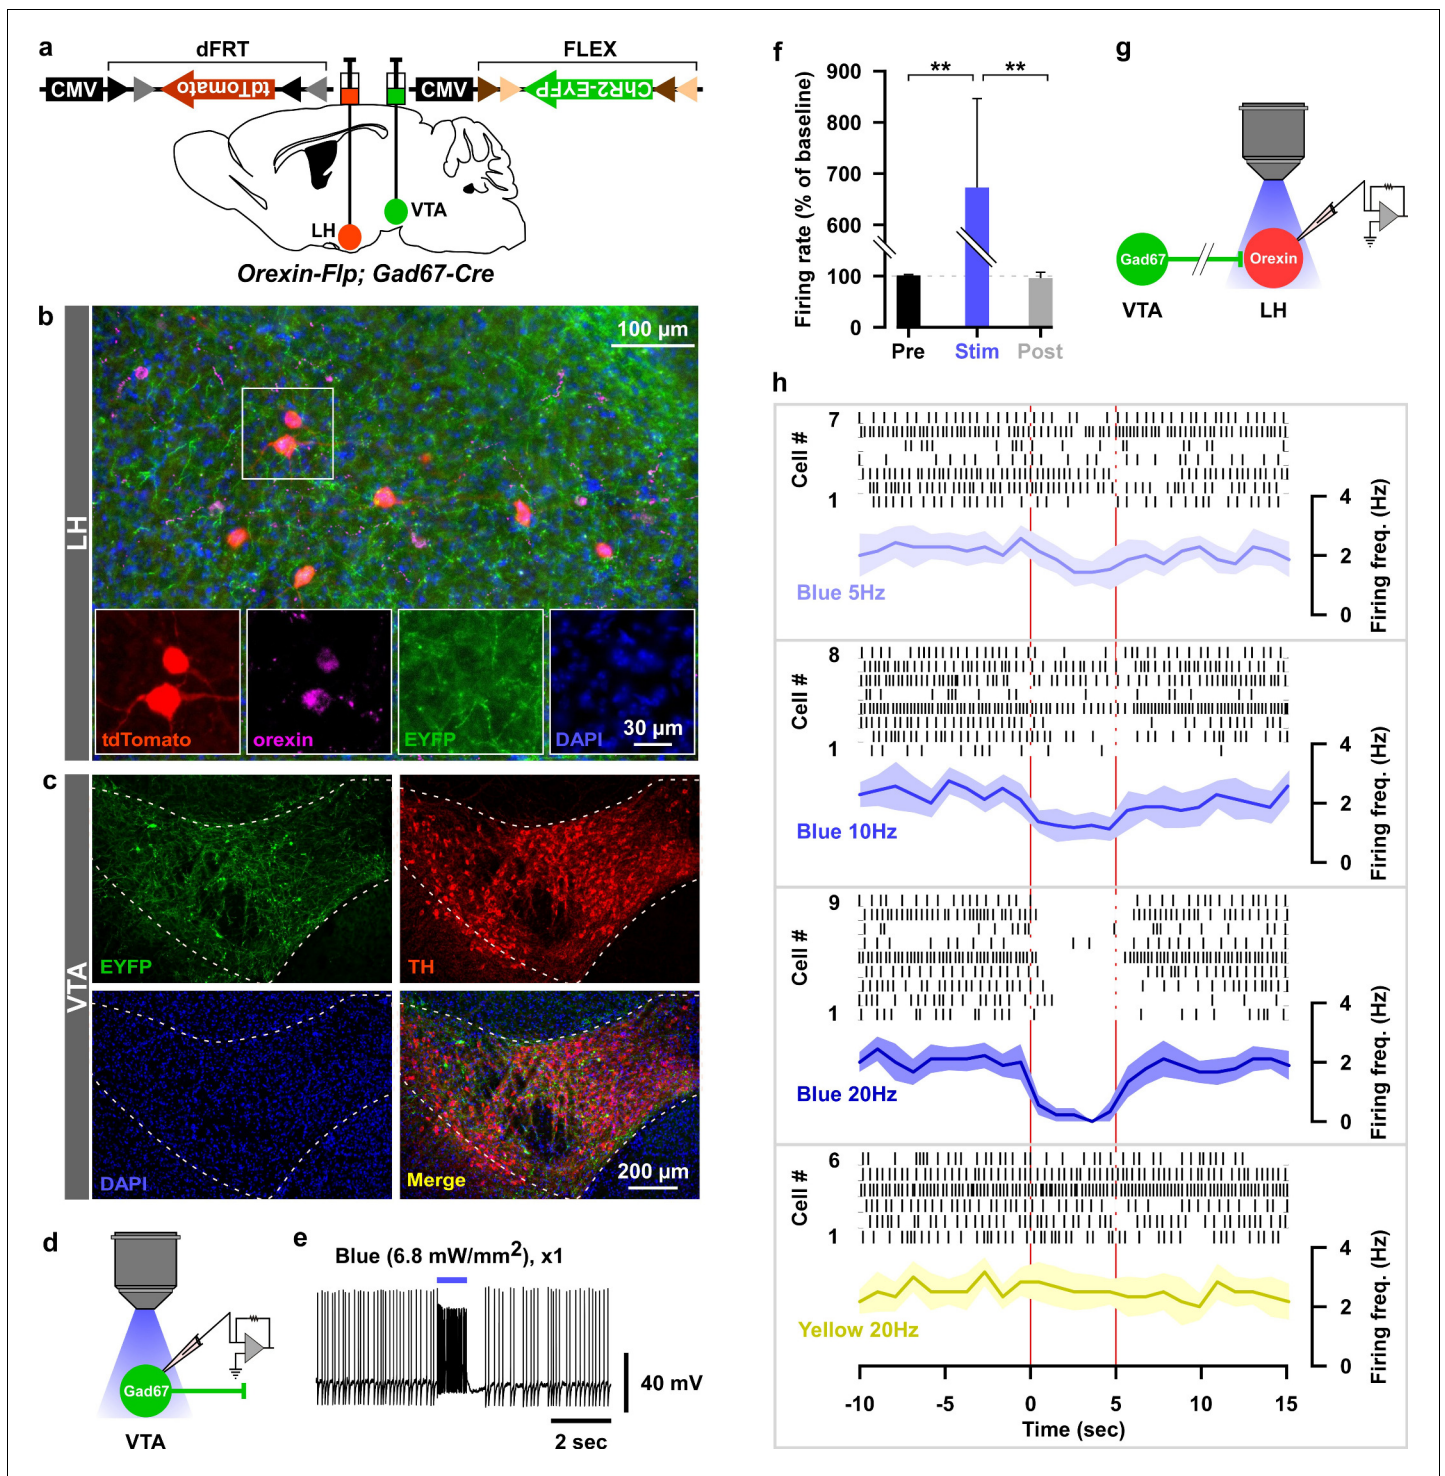 a
dFRT
CMV
tdTomato
FLEX
CMV
ChR2-EYFP
LH
VTA
Orexin-Flp; Gad67-Cre
b
LH
100 µm
tdTomato
orexin
EYFP
DAPI
30 µm
c
VTA
EYFP
TH
DAPI
Merge
200 µm
d
Gad67
VTA
e
Blue (6.8 mW/mm2), x1
40 mV
2 sec
f
Firing rate (% of baseline)
900
800
700
600
100
0
**
**
Pre
Stim
Post
g
Gad67
Orexin
VTA
LH
h
Cell #
7
1
Blue 5Hz
4
2
0
Firing freq. (Hz)
Cell #
8
1
Blue 10Hz
4
2
0
Firing freq. (Hz)
Cell #
9
1
Blue 20Hz
4
2
0
Firing freq. (Hz)
Cell #
6
1
Yellow 20Hz
4
2
0
Firing freq. (Hz)
-10
-5
0
5
10
15
Time (sec)